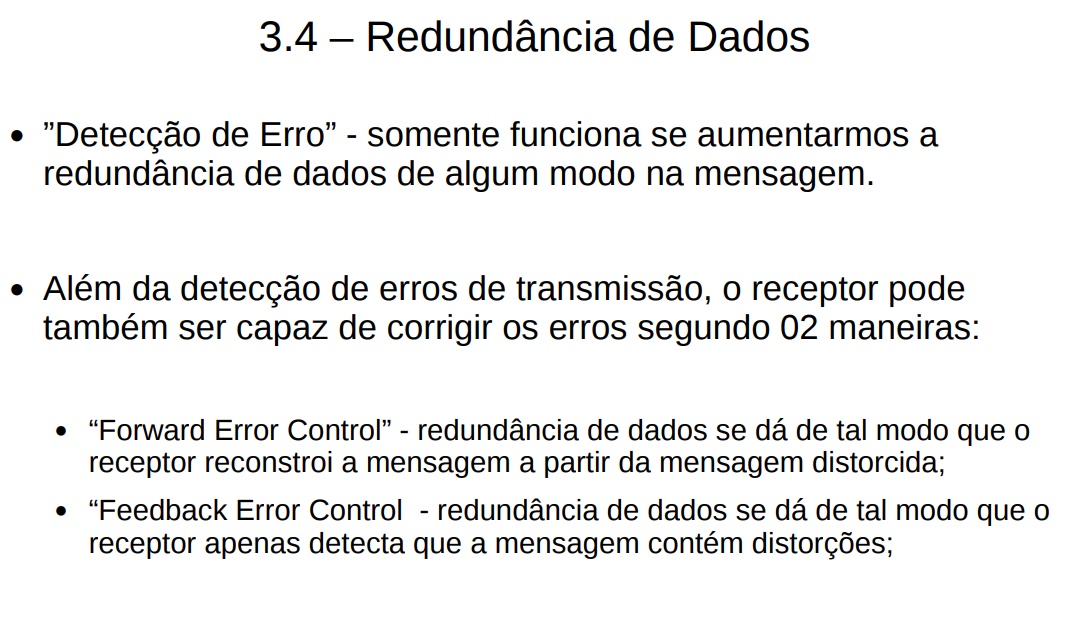 3.4 – Redundância de Dados
• ”Detecção de Erro” - somente funciona se aumentarmos a
redundância de dados de algum modo na mensagem.
• Além da detecção de erros de transmissão, o receptor pode
também ser capaz de corrigir os erros segundo 02 maneiras:
• “Forward Error Control” - redundância de dados se dá de tal modo que o
receptor reconstroi a mensagem a partir da mensagem distorcida;
• “Feedback Error Control  - redundância de dados se dá de tal modo que o
receptor apenas detecta que a mensagem contém distorções;